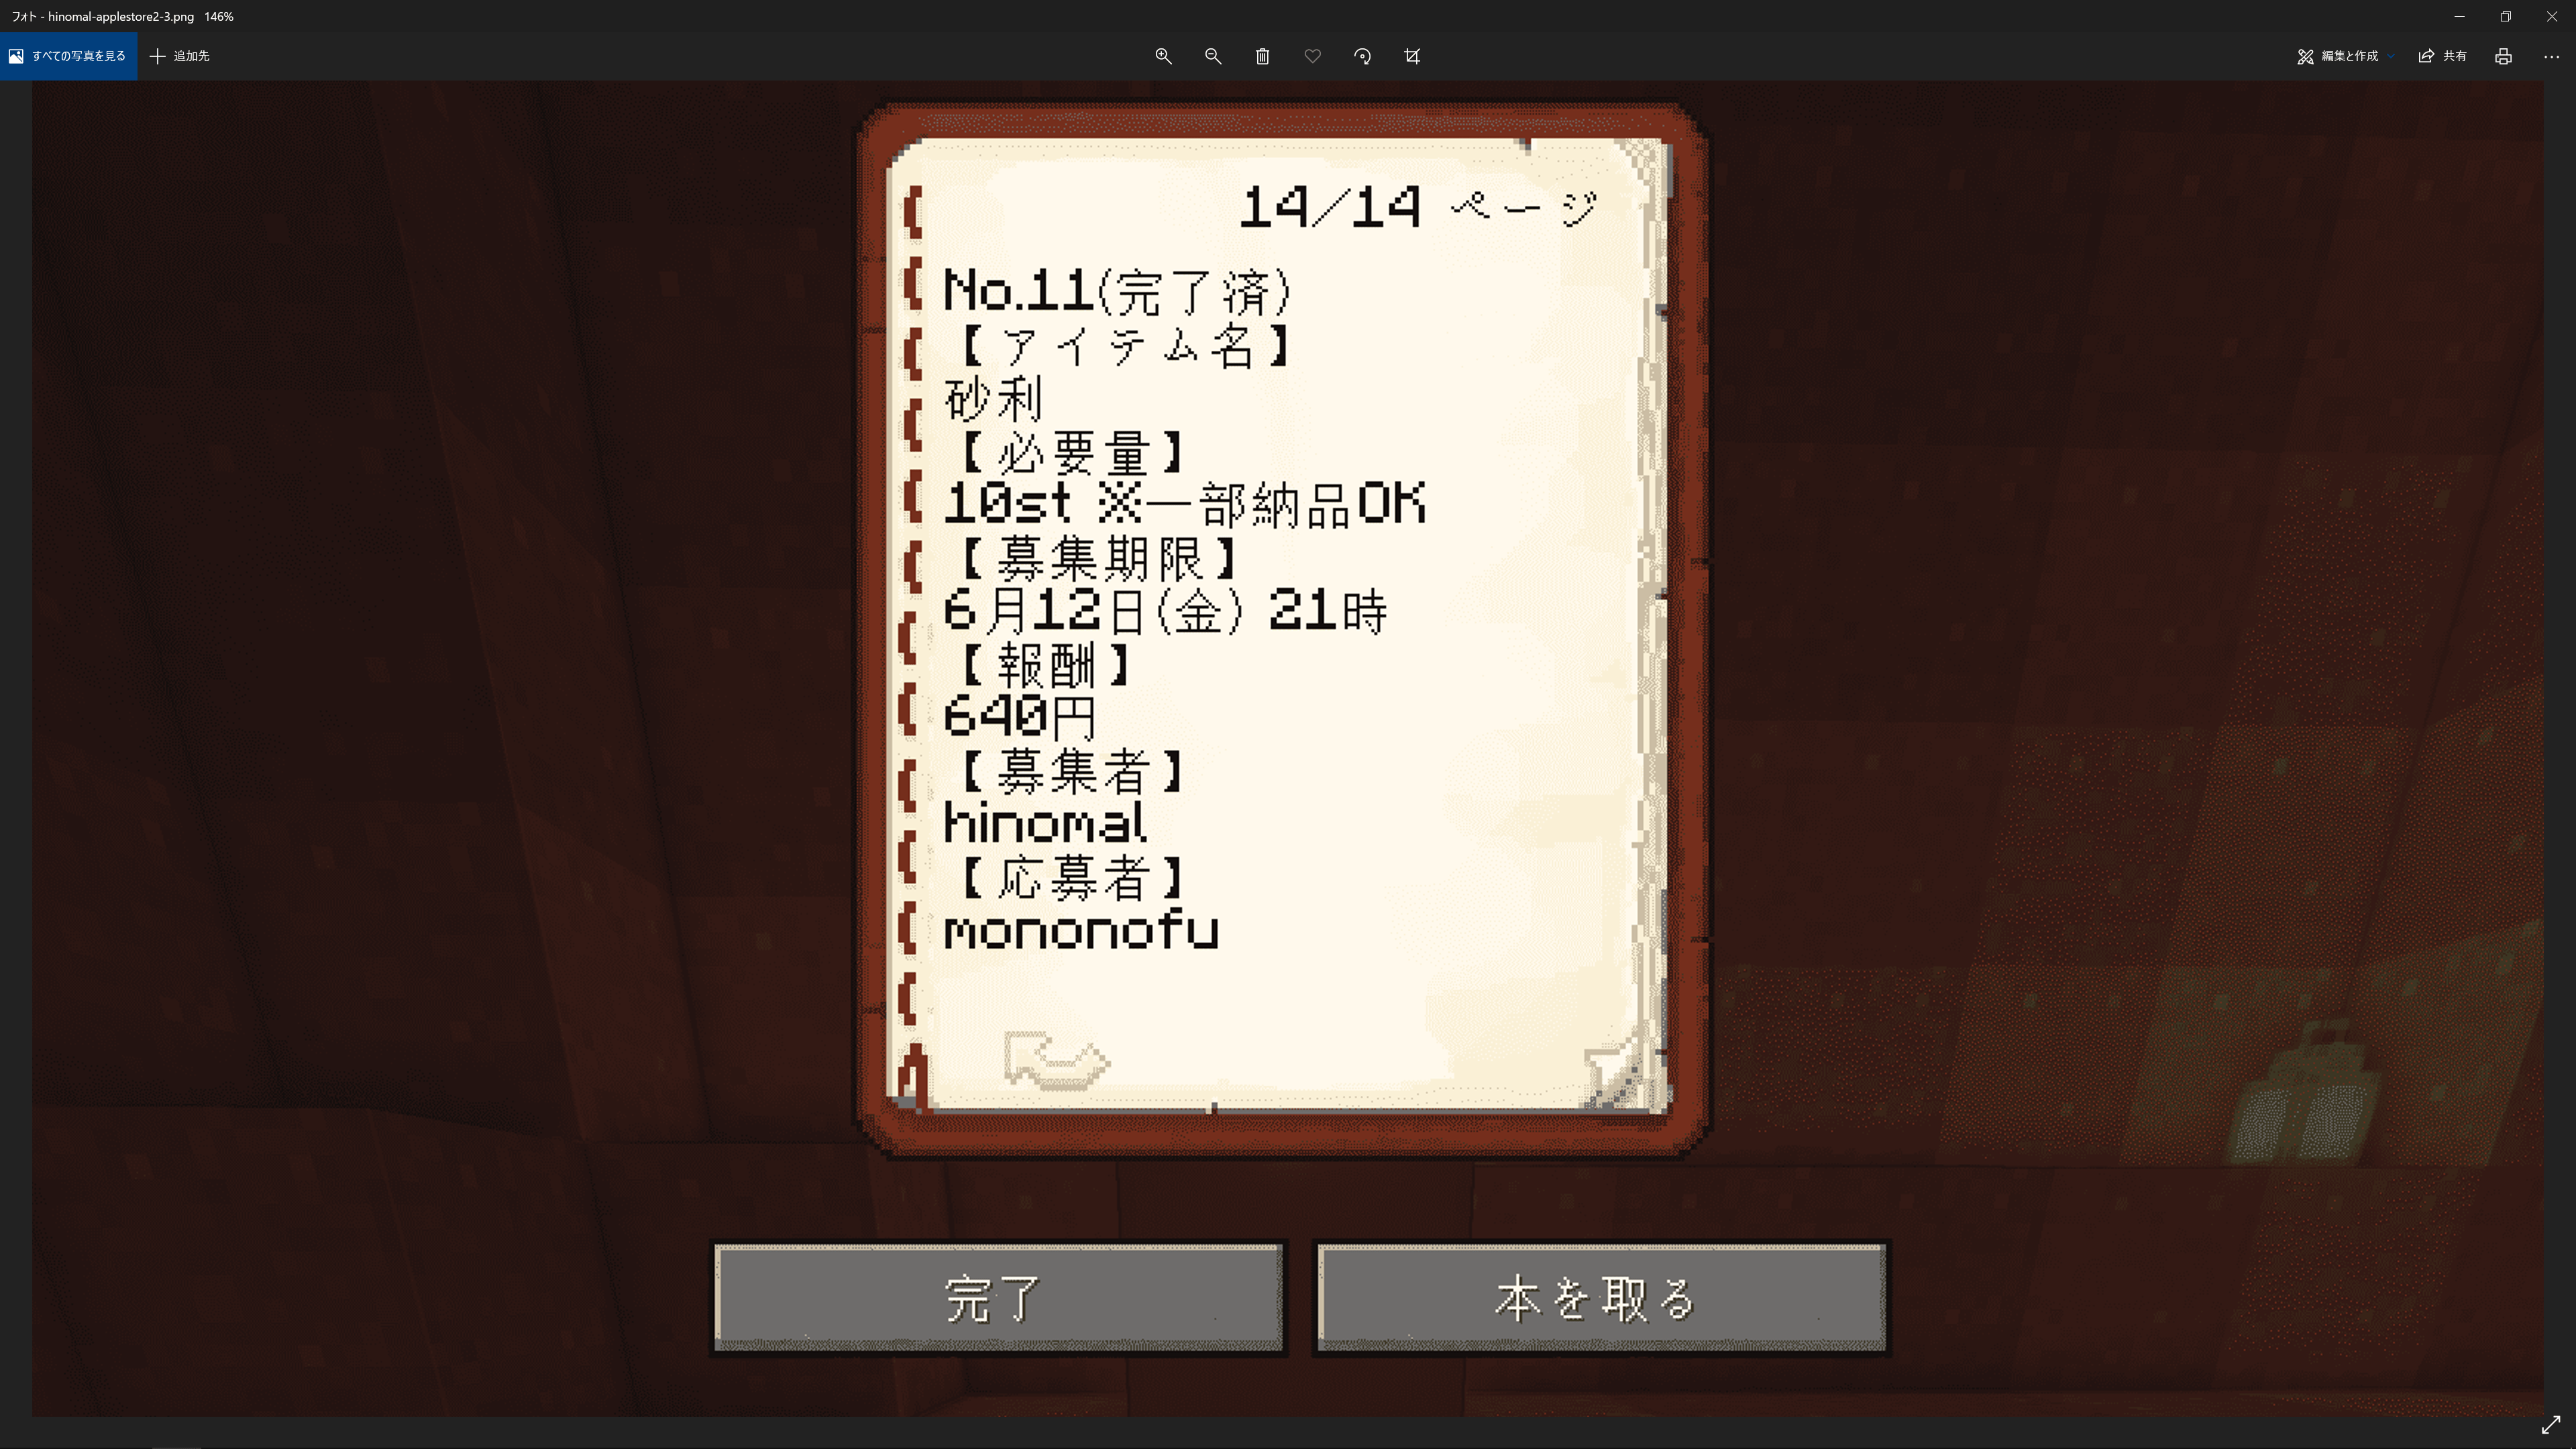 フォト - hinomal-applestore2-3.png 146%
すべての写真を見る 追加先 編集と作成 共有
14/14 ページ
No.11(完了済)
【アイテム名】
砂利
【必要量】
10st ※一部納品OK
【募集期限】
6月12日(金) 21時
【報酬】
640円
【募集者】
hinomal
【応募者】
mononofu
完了 本を取る